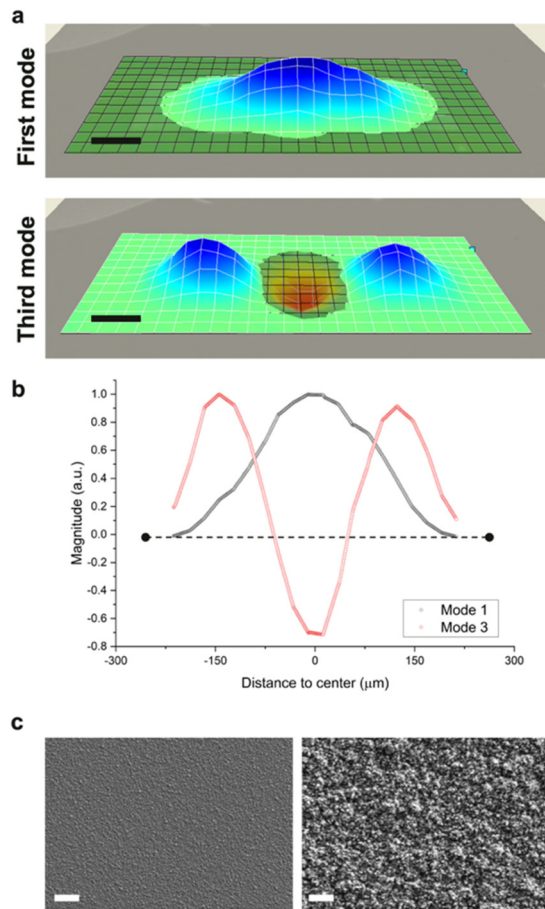 a
First mode
Third mode
b
1.0
0.8
0.6
0.4
0.2
0.0
-0.2
-0.4
-0.6
-0.8
Magnitude (a.u.)
Mode 1
Mode 3
-300
-150
0
150
300
Distance to center (μm)
c